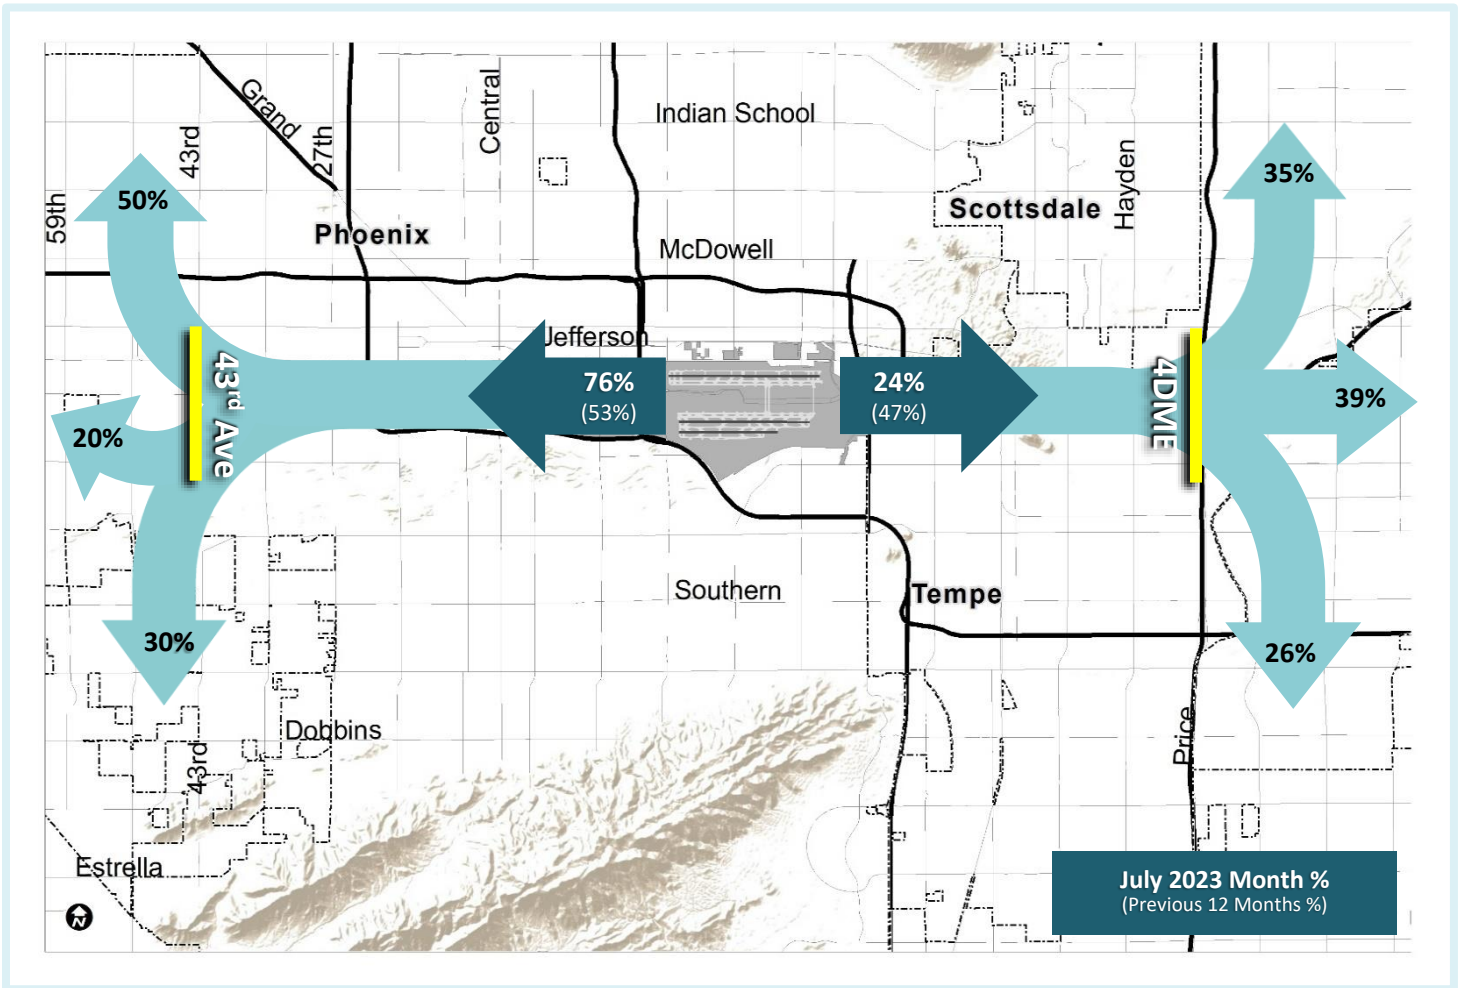 Grand
43rd
27th
Central
Indian School
59th
50%
Phoenix
McDowell
Scottsdale
Hayden
35%
Jefferson
43rd Ave
76%
(53%)
24%
(47%)
4DME
39%
20%
30%
Southern
Tempe
26%
Dobbins
43rd
Price
Estrella
N
July 2023 Month %
(Previous 12 Months %)